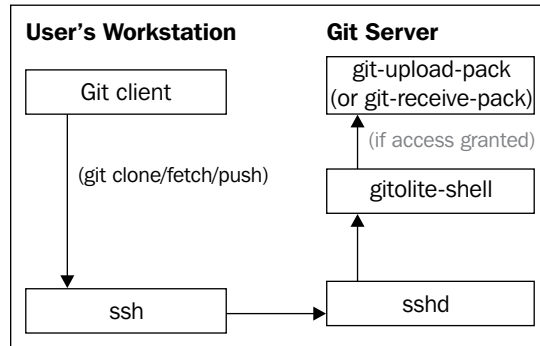 User's Workstation
Git client
(git clone/fetch/push)
ssh
Git Server
git-upload-pack
(or git-receive-pack)
(if access granted)
gitolite-shell
sshd